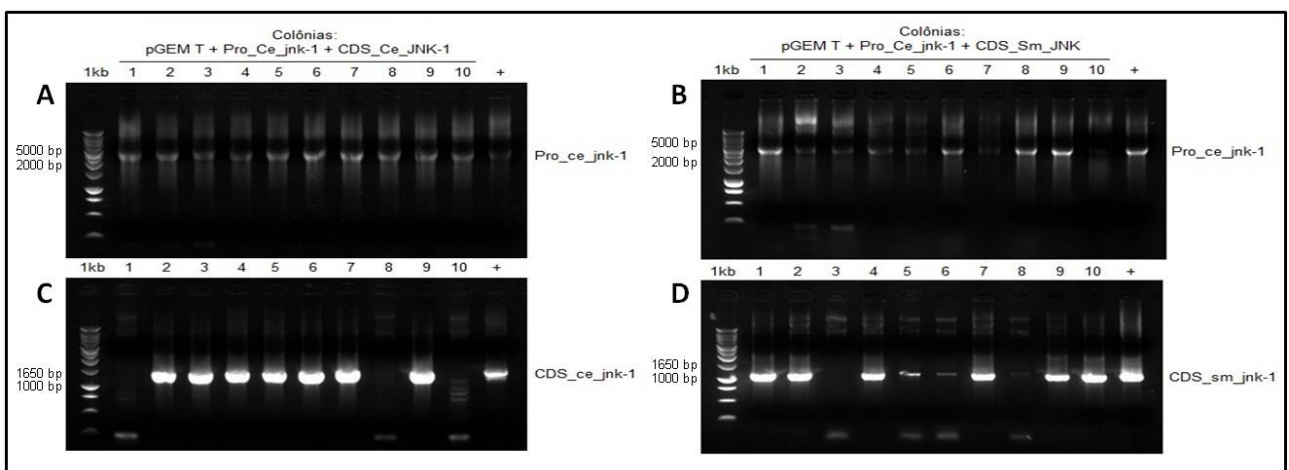 Colônias:
pGEM T + Pro_Ce_jnk-1 + CDS_Ce_JNK-1
1kb 1 2 3 4 5 6 7 8 9 10 +
A
5000 bp
2000 bp
Pro_ce_jnk-1
Colônias:
pGEM T + Pro_Ce_jnk-1 + CDS_Sm_JNK
1kb 1 2 3 4 5 6 7 8 9 10 +
B
5000 bp
2000 bp
Pro_ce_jnk-1
1kb 1 2 3 4 5 6 7 8 9 10 +
C
1650 bp
1000 bp
CDS_ce_jnk-1
1kb 1 2 3 4 5 6 7 8 9 10 +
D
1650 bp
1000 bp
CDS_sm_jnk-1